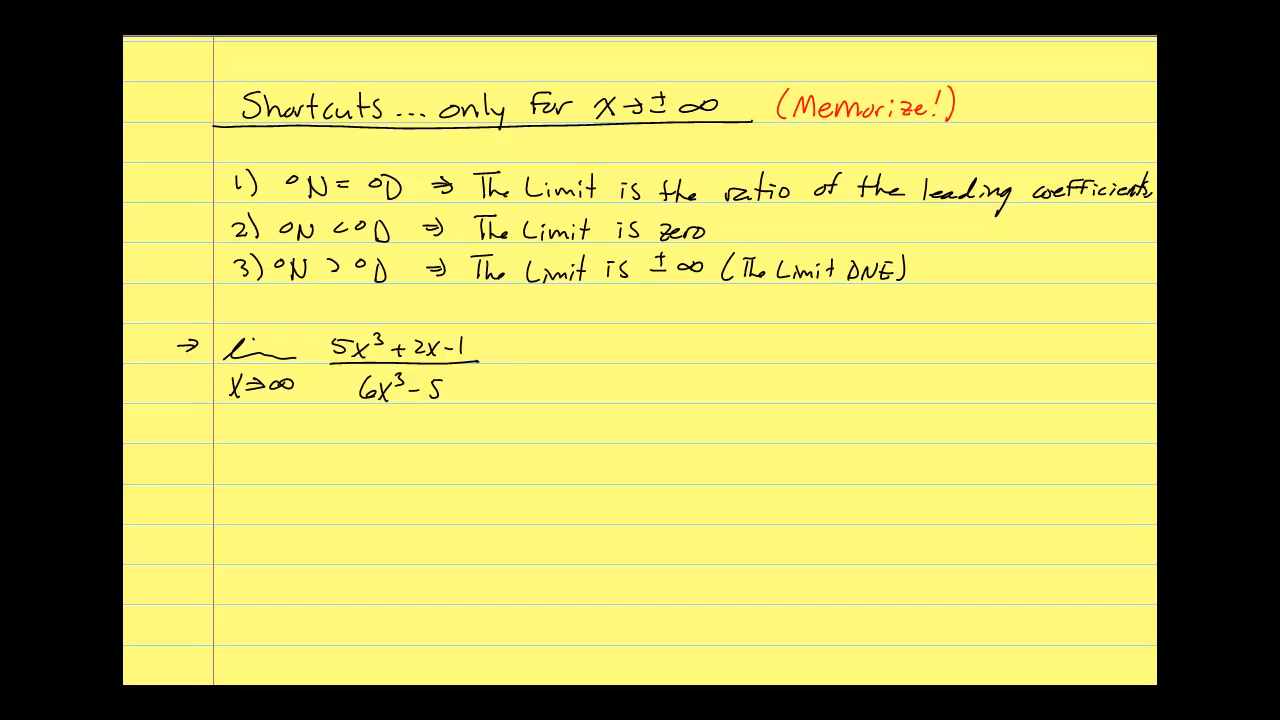 Shortcuts... only for x → ± ∞ (Memorize!)
1) °N = °D ⇒ The Limit is the ratio of the leading coefficients.
2) °N < °D ⇒ The Limit is zero
3) °N > °D ⇒ The Limit is ± ∞ (The Limit DNE)
→ lim 5x³ + 2x - 1
x→∞ 6x³ - 5